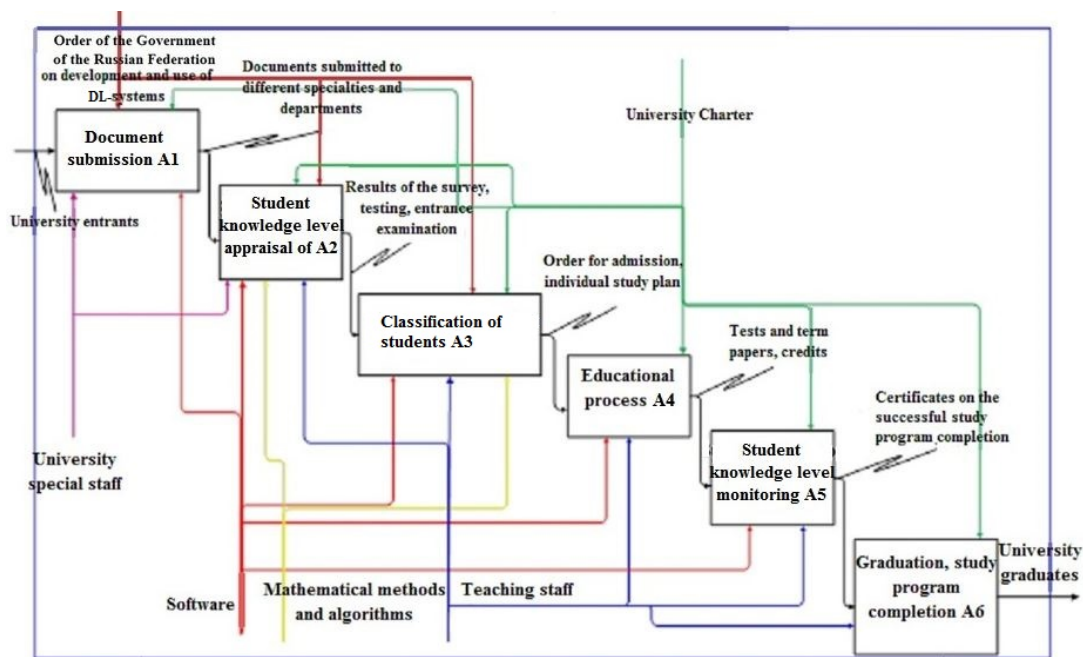 Order of the Government
of the Russian Federation
on development and use of
DL-systems
Documents submitted to
different specialties and
departments
University Charter
Document
submission A1
University entrants
Student
knowledge level
appraisal of A2
Results of the survey,
testing, entrance
examination
Order for admission,
individual study plan
Classification of
students A3
Tests and term
papers, credits
Educational
process A4
Certificates on the
successful study
program completion
University
special staff
Student
knowledge level
monitoring A5
Graduation, study
program
completion A6
University
graduates
Software
Mathematical methods
and algorithms
Teaching staff